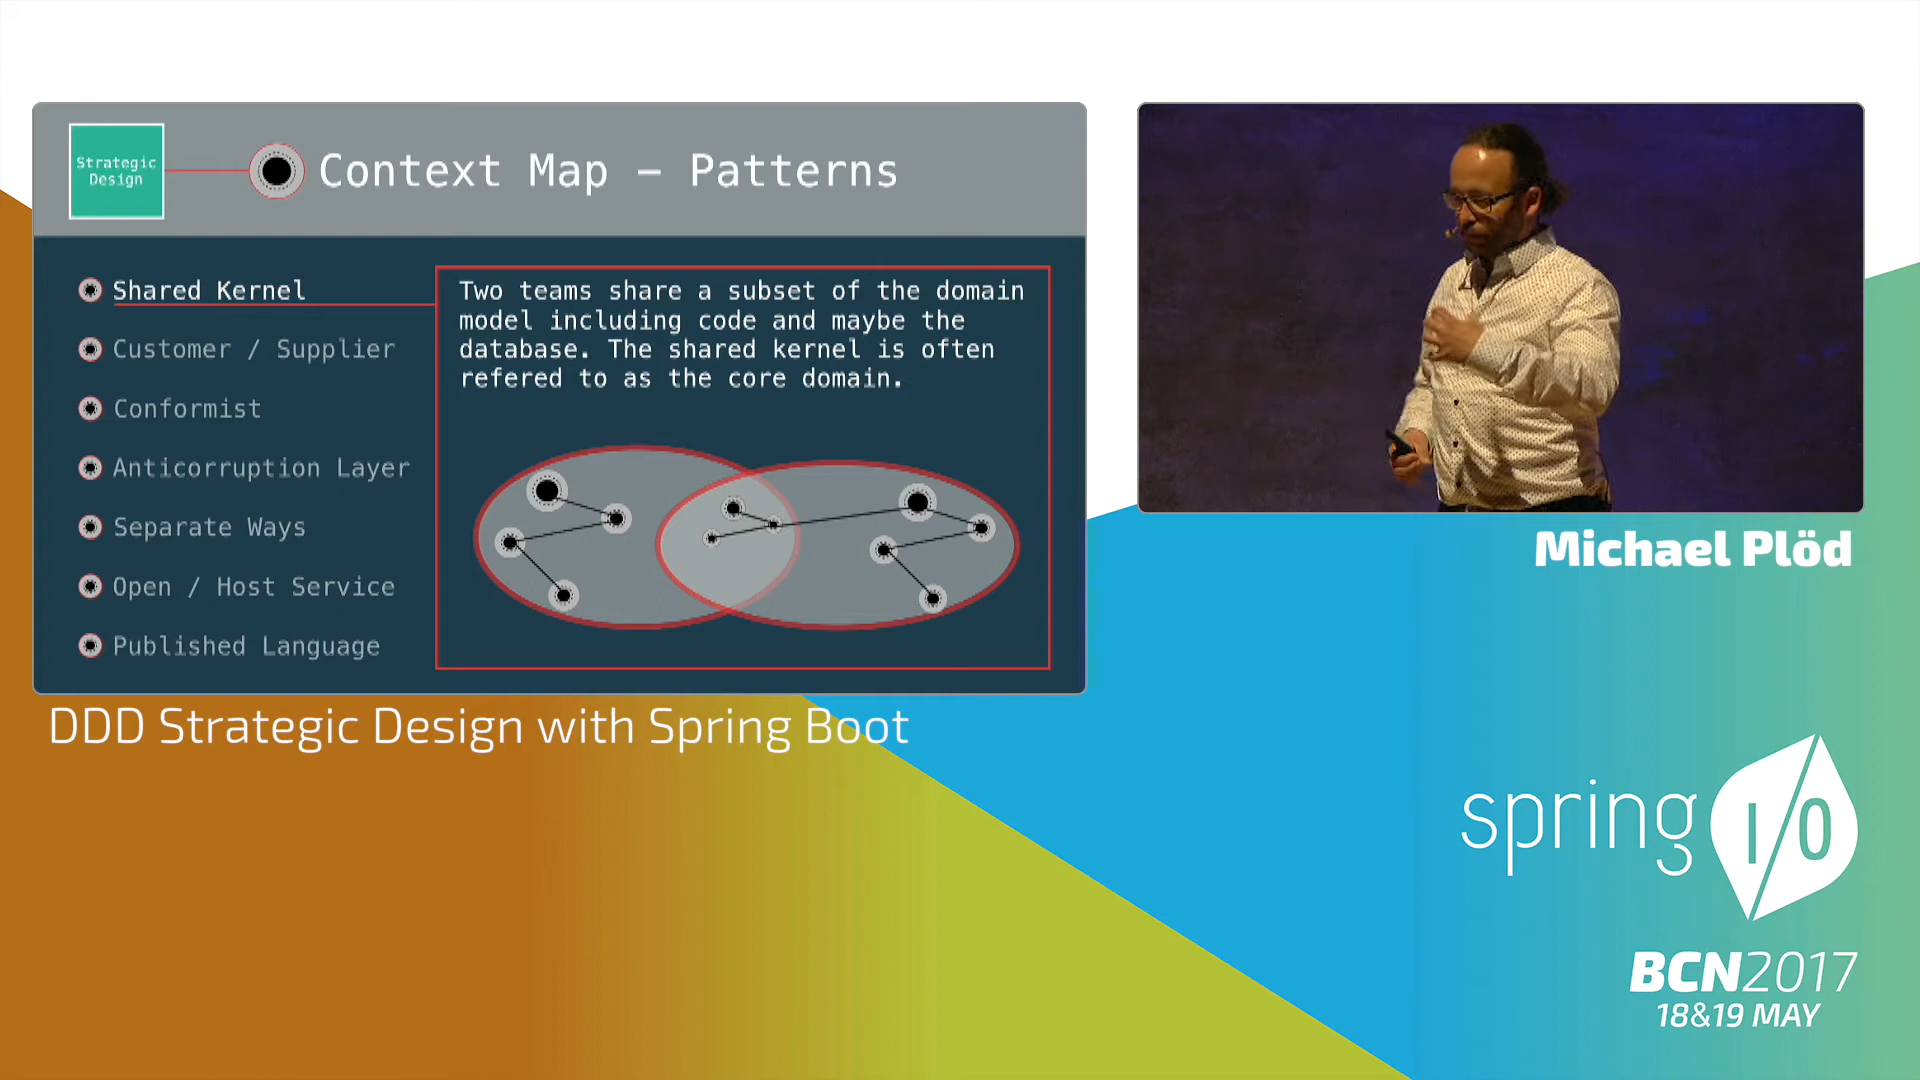 Strategic
Design
Context Map – Patterns
Shared Kernel
Customer / Supplier
Conformist
Anticorruption Layer
Separate Ways
Open / Host Service
Published Language
Two teams share a subset of the domain
model including code and maybe the
database. The shared kernel is often
refered to as the core domain.
Michael Plöd
DDD Strategic Design with Spring Boot
spring I/O
BCN2017
18&19 MAY